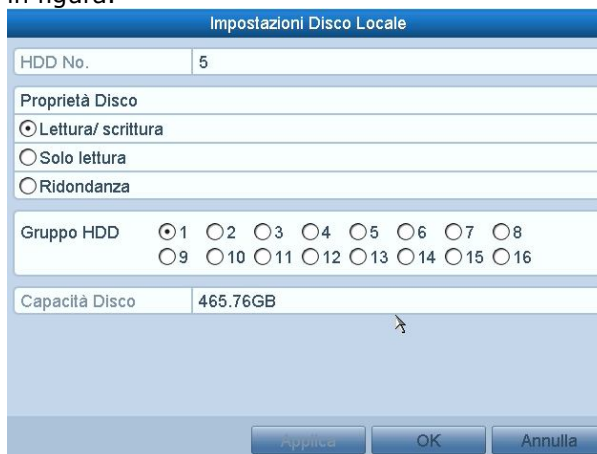 in figura.
Impostazioni Disco Locale
HDD No. 5
Proprietà Disco
Lettura/ scrittura
Solo lettura
Ridondanza
Gruppo HDD 1 2 3 4 5 6 7 8
9 10 11 12 13 14 15 16
Capacità Disco 465.76GB
Applica OK Annulla